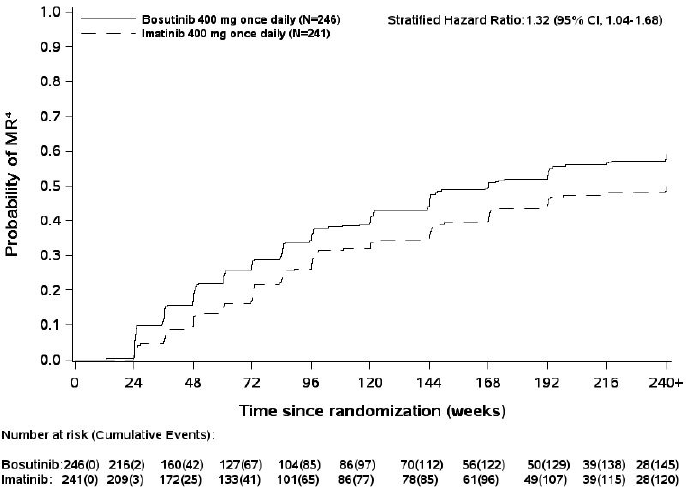 1.0
Bosutinib 400 mg once daily (N=246)
Stratified Hazard Ratio: 1.32 (95% CI, 1.04-1.68)
Imatinib 400 mg once daily (N=241)
0.9
0.8
0.7
0.6
0.5
0.4
0.3
0.2
0.1
0.0
Probability of MR⁴
0 24 48 72 96 120 144 168 192 216 240+
Time since randomization (weeks)
Number at risk (Cumulative Events):
Bosutinib: 246(0) 216(2) 160(42) 127(67) 104(85) 86(97) 70(112) 56(122) 50(129) 39(138) 28(145)
Imatinib: 241(0) 209(3) 172(25) 133(41) 101(65) 86(77) 78(85) 61(96) 49(107) 39(115) 28(120)